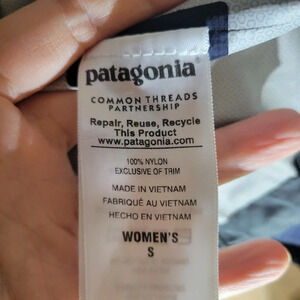 patagonia®
COMMON THREADS
PARTNERSHIP
Repair, Reuse, Recycle
This Product
www.patagonia.com
100% NYLON
EXCLUSIVE OF TRIM
MADE IN VIETNAM
FABRIQUÉ AU VIETNAM
HECHO EN VIETNAM
WOMEN'S
S